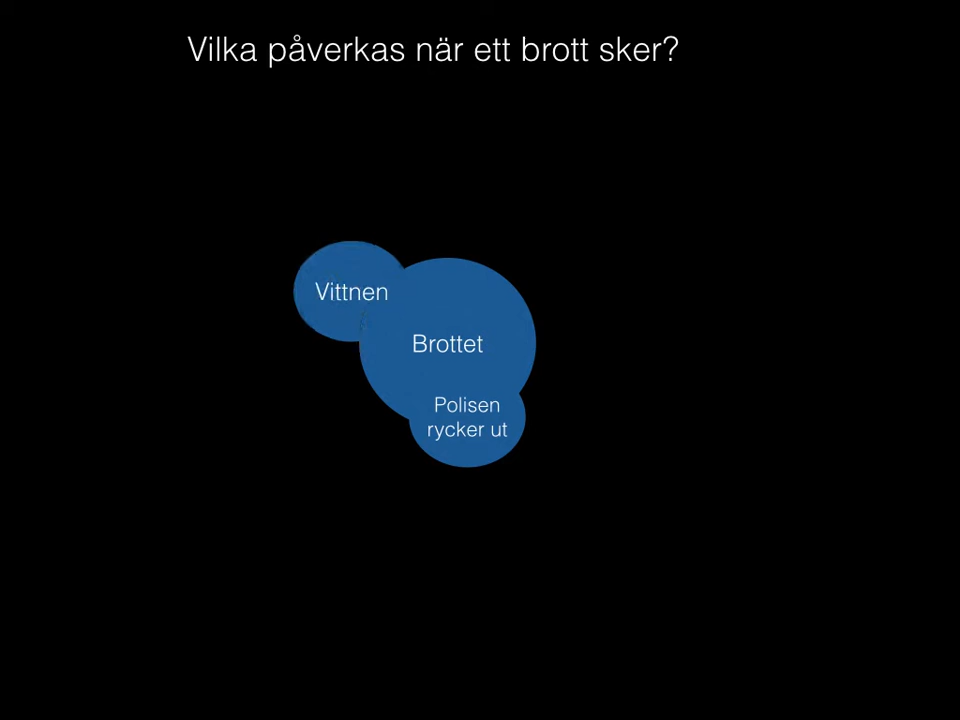 Vilka påverkas när ett brott sker?
Vittnen
Brottet
Polisen
rycker ut